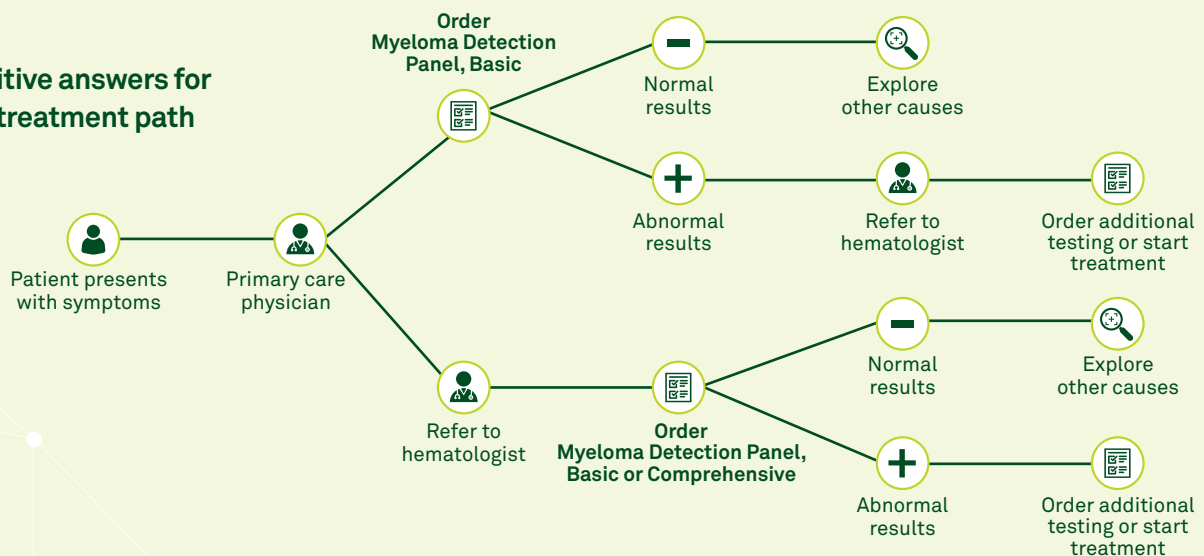 itive answers for
treatment path
Order
Myeloma Detection
Panel, Basic
Normal
results
Explore
other causes
Abnormal
results
Refer to
hematologist
Order additional
testing or start
treatment
Patient presents
with symptoms
Primary care
physician
Refer to
hematologist
Order
Myeloma Detection Panel,
Basic or Comprehensive
Normal
results
Explore
other causes
Abnormal
results
Order additional
testing or start
treatment